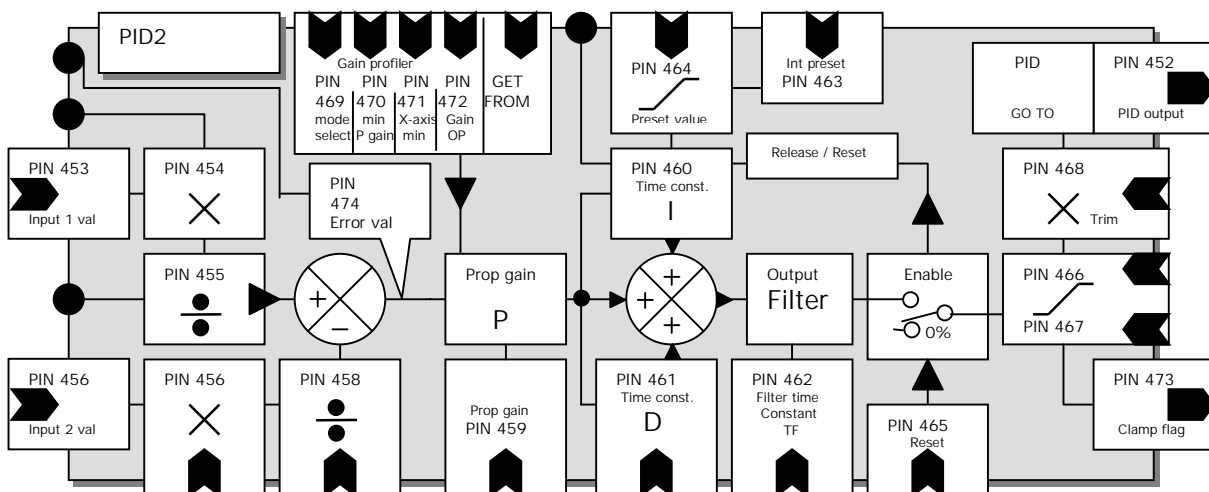 PID2
Gain profiler
PIN 469 mode select
PIN 470 min P gain
PIN 471 X-axis min
PIN 472 Gain OP
GET FROM
PIN 464
Preset value
Int preset
PIN 463
PID
GO TO
PIN 452
PID output
PIN 453
Input 1 val
PIN 454
PIN
474
Error val
PIN 460
Time const.
I
Release / Reset
PIN 468
Trim
PIN 455
+
−
Prop gain
P
+
+
+
Output
Filter
Enable
0%
PIN 466
PIN 467
PIN 456
Input 2 val
PIN 456
PIN 458
Prop gain
PIN 459
PIN 461
Time const.
D
PIN 462
Filter time
Constant
TF
PIN 465
Reset
PIN 473
Clamp flag